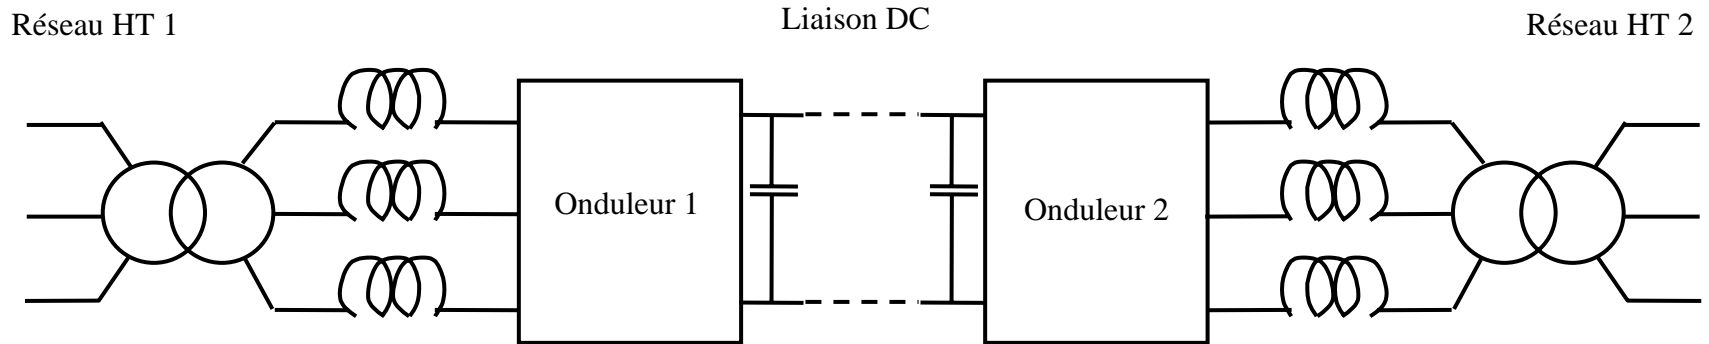 Réseau HT 1
Liaison DC
Réseau HT 2
Onduleur 1
Onduleur 2